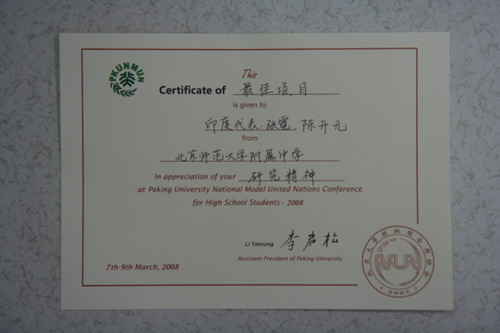 PKUNMUN
This
Certificate of 最佳项目
is given to
印度代表:张霓, 陈开元
from
北京师范大学附属中学
In appreciation of your 研究精神
at Peking University National Model United Nations Conference
for High School Students - 2008
Li Yansong 李岩松
Assistant President of Peking University
7th-9th March, 2008